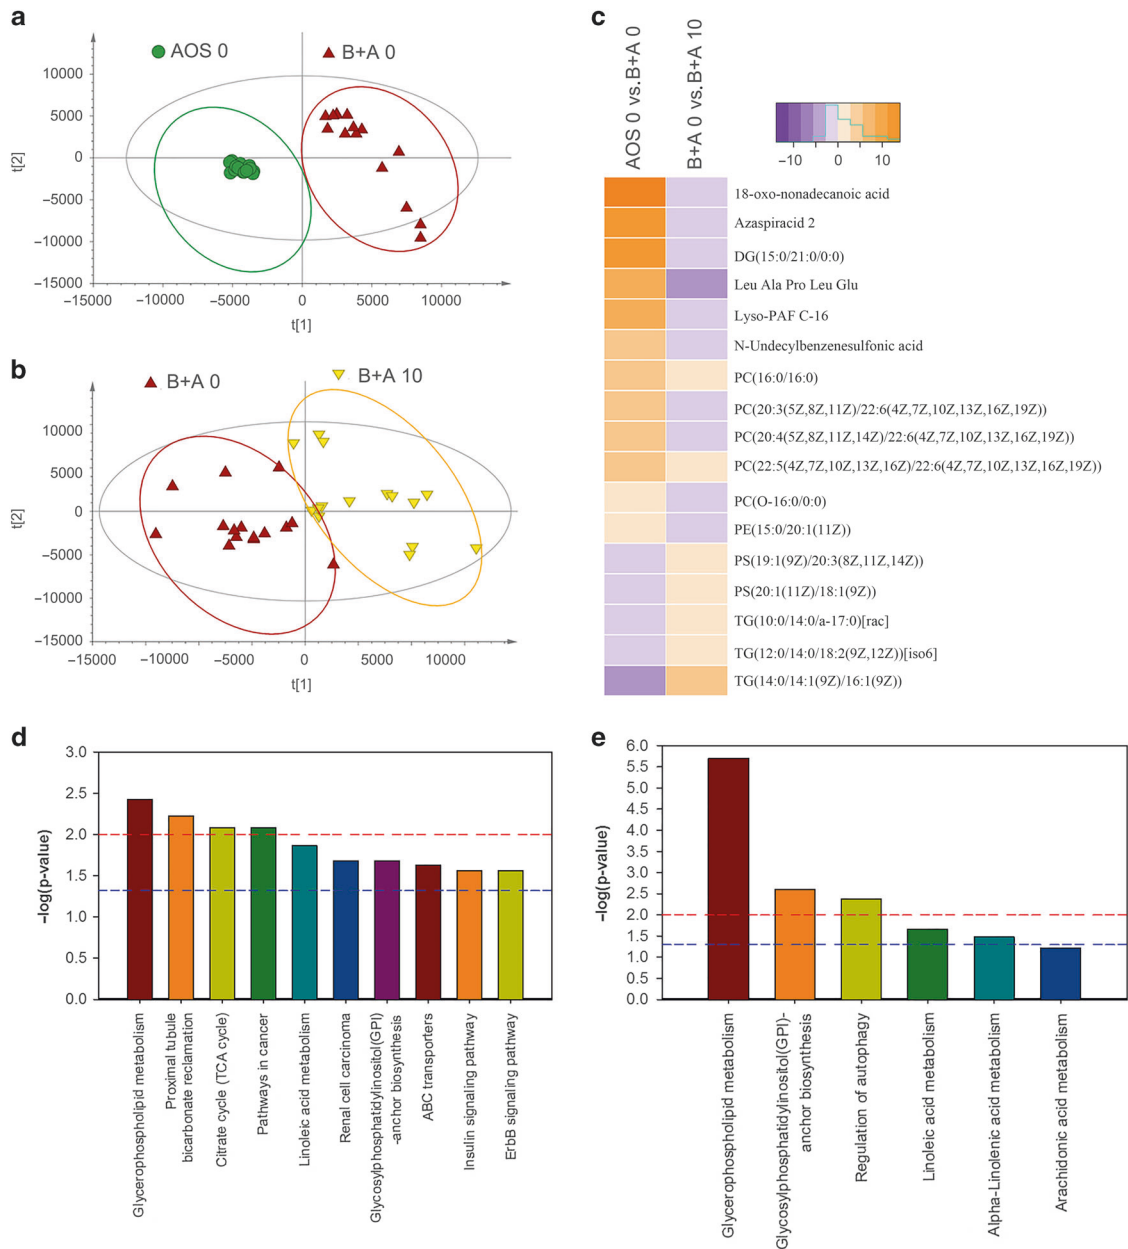 a
AOS 0
B+A 0
10000
5000
0
−5000
−10000
−15000
t[2]
−15000
−10000
−5000
0
5000
10000
t[1]
b
B+A 0
B+A 10
10000
5000
0
−5000
−10000
−15000
t[2]
−15000
−10000
−5000
0
5000
10000
t[1]
c
AOS 0 vs.B+A 0
B+A 0 vs.B+A 10
−10
0
10
18-oxo-nonadecanoic acid
Azaspiracid 2
DG(15:0/21:0/0:0)
Leu Ala Pro Leu Glu
Lyso-PAF C-16
N-Undecylbenzenesulfonic acid
PC(16:0/16:0)
PC(20:3(5Z,8Z,11Z)/22:6(4Z,7Z,10Z,13Z,16Z,19Z))
PC(20:4(5Z,8Z,11Z,14Z)/22:6(4Z,7Z,10Z,13Z,16Z,19Z))
PC(22:5(4Z,7Z,10Z,13Z,16Z)/22:6(4Z,7Z,10Z,13Z,16Z,19Z))
PC(O-16:0/0:0)
PE(15:0/20:1(11Z))
PS(19:1(9Z)/20:3(8Z,11Z,14Z))
PS(20:1(11Z)/18:1(9Z))
TG(10:0/14:0/a-17:0)[rac]
TG(12:0/14:0/18:2(9Z,12Z))[iso6]
TG(14:0/14:1(9Z)/16:1(9Z))
d
3.0
2.5
2.0
1.5
1.0
0.5
0.0
−log(p-value)
Glycerophospholipid metabolism
Proximal tubule
bicarbonate reclamation
Citrate cycle (TCA cycle)
Pathways in cancer
Linoleic acid metabolism
Renal cell carcinoma
Glycosylphosphatidylinositol(GPI)
-anchor biosynthesis
ABC transporters
Insulin signaling pathway
ErbB signaling pathway
e
6.0
5.5
5.0
4.5
4.0
3.5
3.0
2.5
2.0
1.5
1.0
0.5
0.0
−log(p-value)
Glycerophospholipid metabolism
Glycosylphosphatidylinositol(GPI)-
anchor biosynthesis
Regulation of autophagy
Linoleic acid metabolism
Alpha-Linolenic acid metabolism
Arachidonic acid metabolism